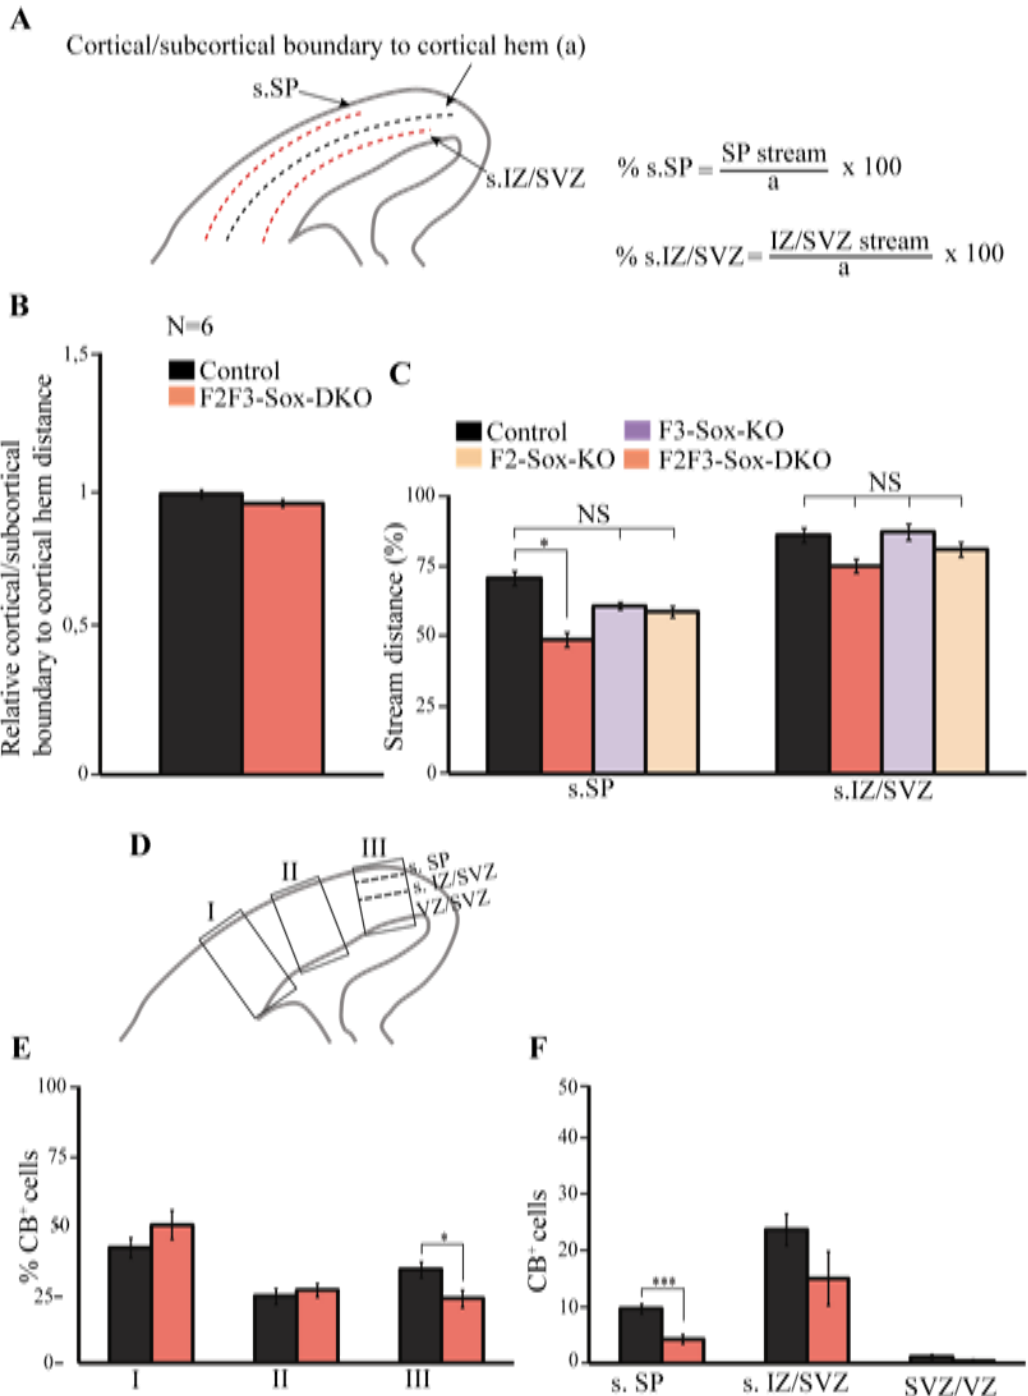 A
Cortical/subcortical boundary to cortical hem (a)
s.SP
s.IZ/SVZ
% s.SP = SP stream / a x 100
% s.IZ/SVZ = IZ/SVZ stream / a x 100
B
N=6
Control
F2F3-Sox-DKO
Relative cortical/subcortical
boundary to cortical hem distance
1,5
1
0,5
0
C
Control
F2-Sox-KO
F3-Sox-KO
F2F3-Sox-DKO
Stream distance (%)
100
75
50
25
0
NS
*
NS
s.SP
s.IZ/SVZ
D
I
II
III
s. SP
s. IZ/SVZ
VZ/SVZ
E
% CB+ cells
100
75
50
25
0
*
I
II
III
F
CB+ cells
50
40
30
20
10
0
***
s. SP
s. IZ/SVZ
SVZ/VZ